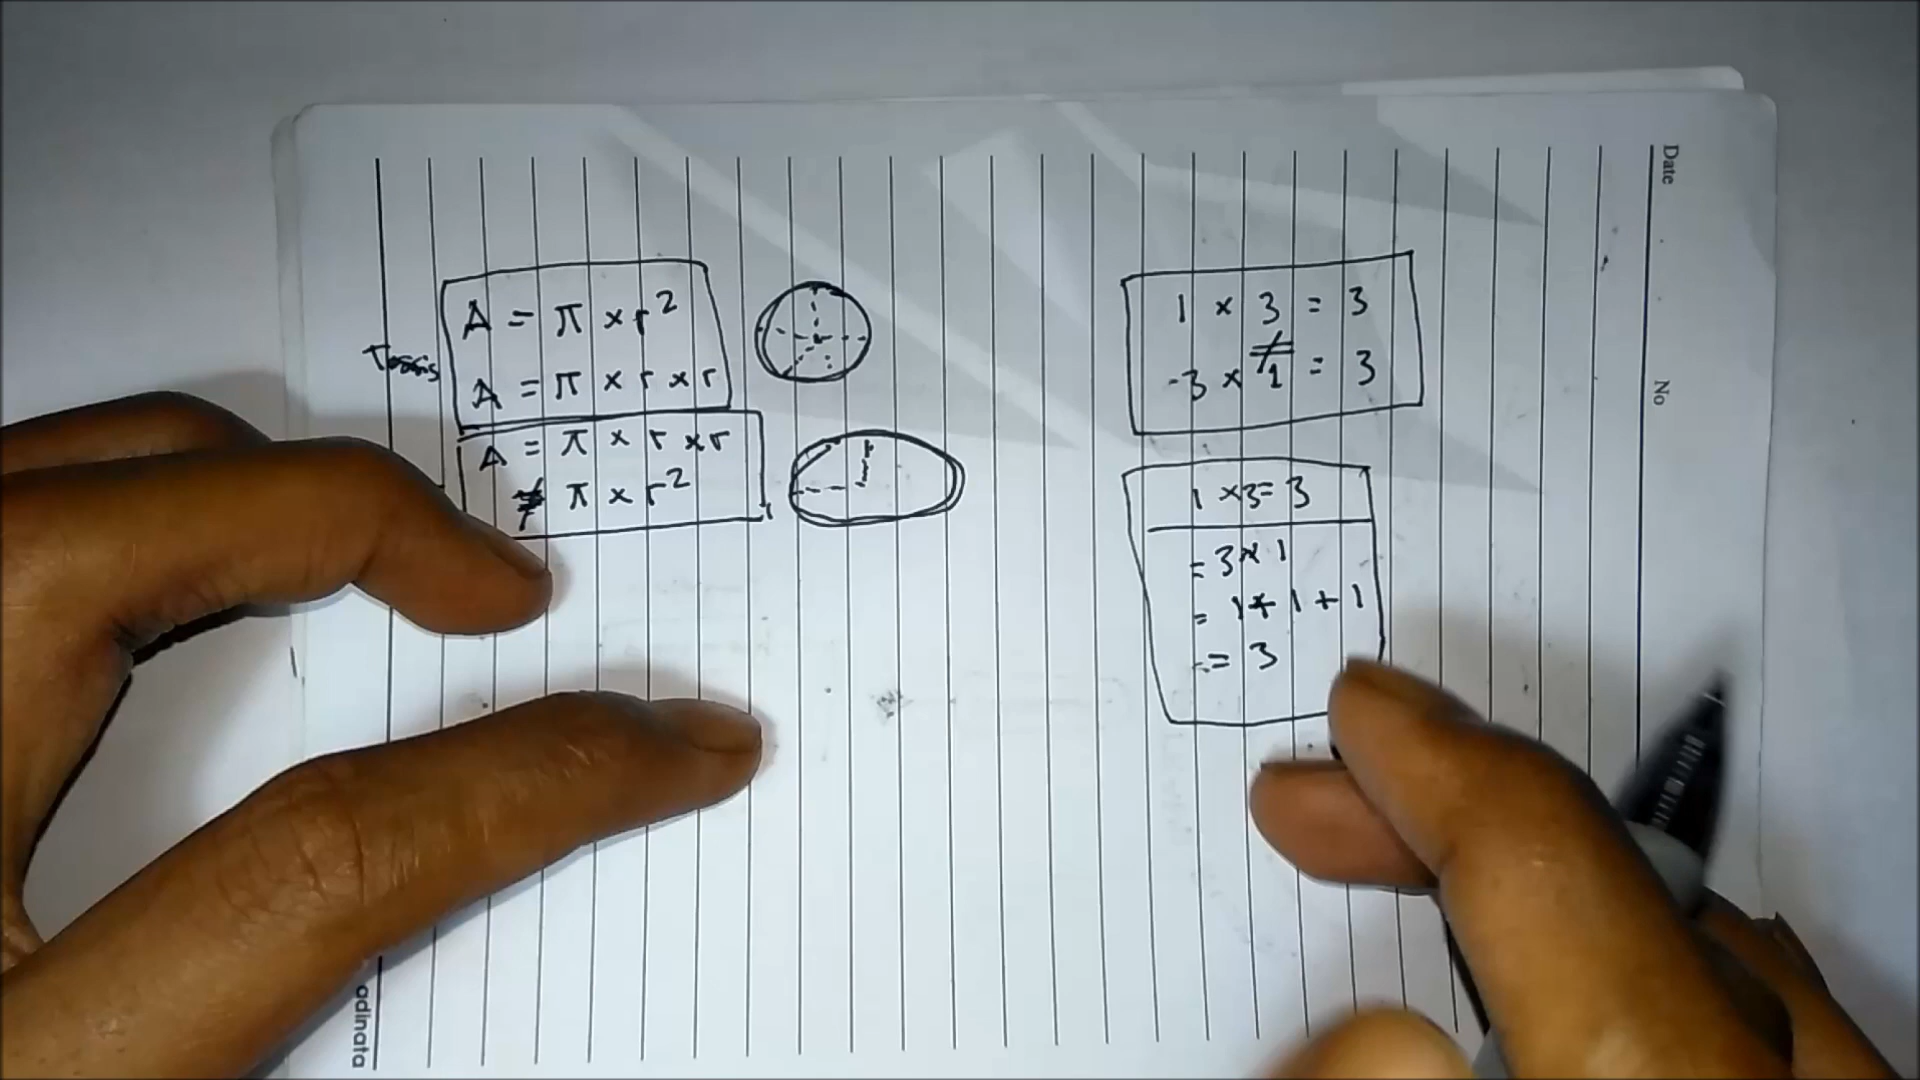 A = π × r²
A = π × r × r
A = π × r × r
≠ π × r²
1 × 3 = 3
≠
3 × 1 = 3
1 × 3 = 3
= 3 × 1
= 1 + 1 + 1
= 3
Date
No
adinata